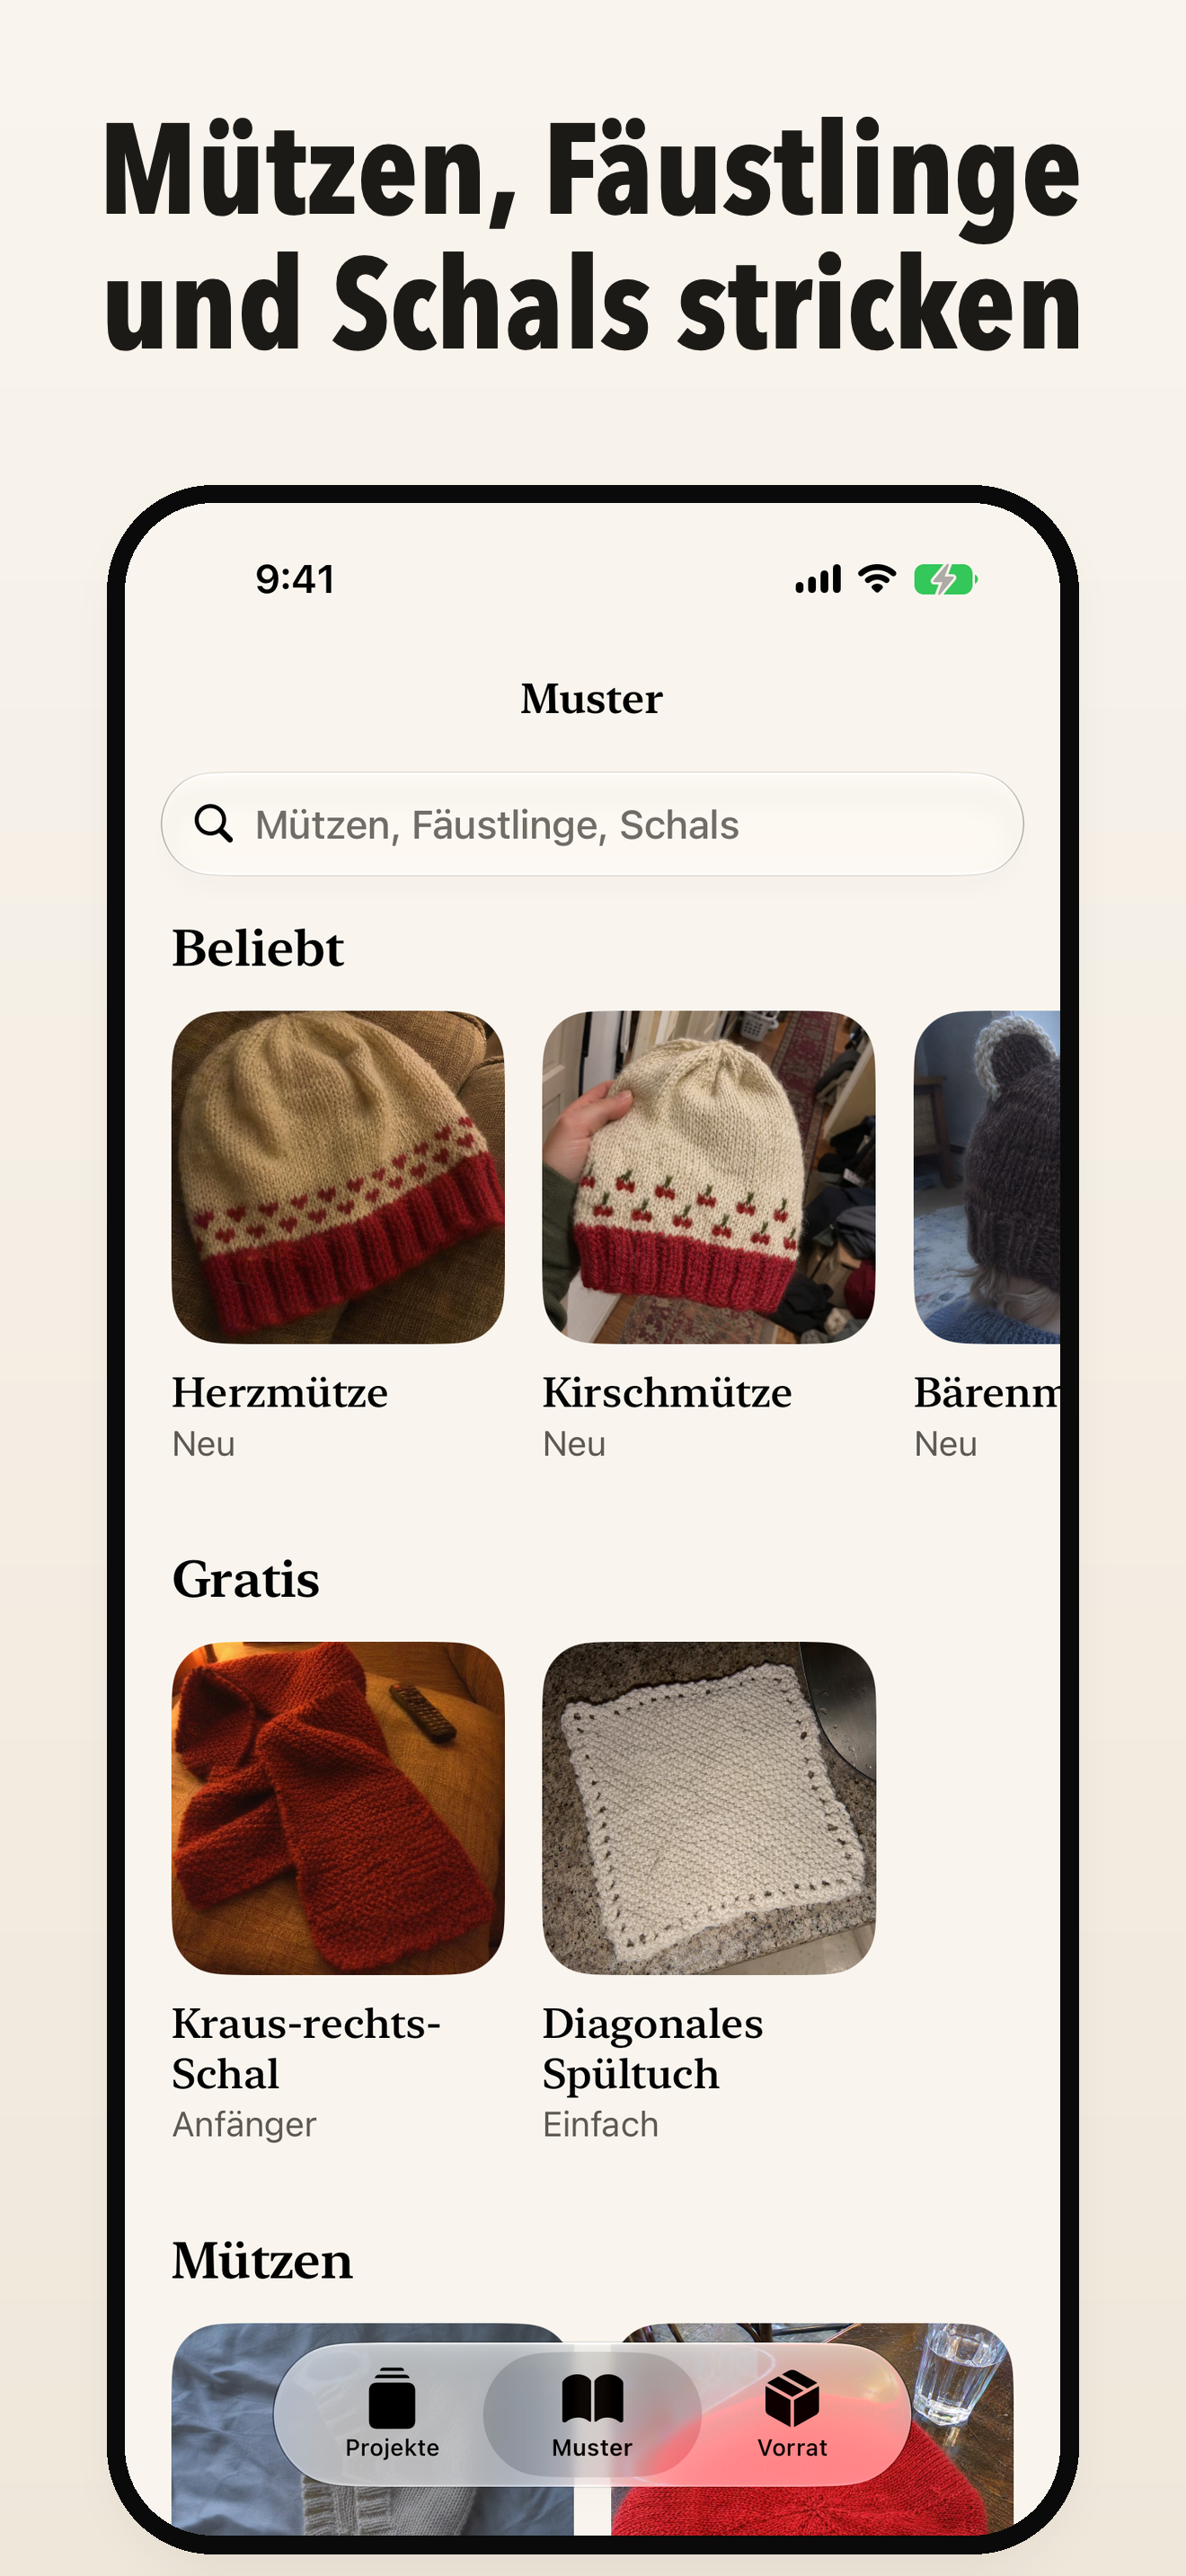 Mützen, Fäustlinge
und Schals stricken
9:41
Muster
Mützen, Fäustlinge, Schals
Beliebt
Herzmütze
Neu
Kirschmütze
Neu
Neu
Gratis
Kraus-rechts-
Schal
Anfänger
Diagonales
Spültuch
Einfach
Mützen
Projekte
Muster
Vorrat